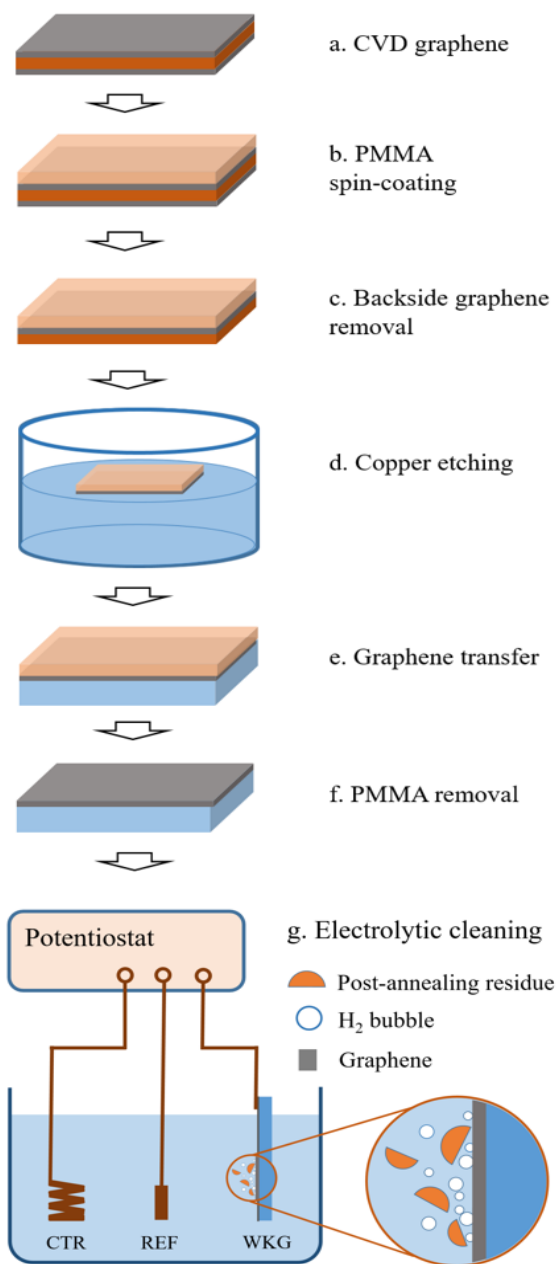 a. CVD graphene
b. PMMA
spin-coating
c. Backside graphene
removal
d. Copper etching
e. Graphene transfer
f. PMMA removal
Potentiostat
g. Electrolytic cleaning
Post-annealing residue
H₂ bubble
Graphene
CTR
REF
WKG